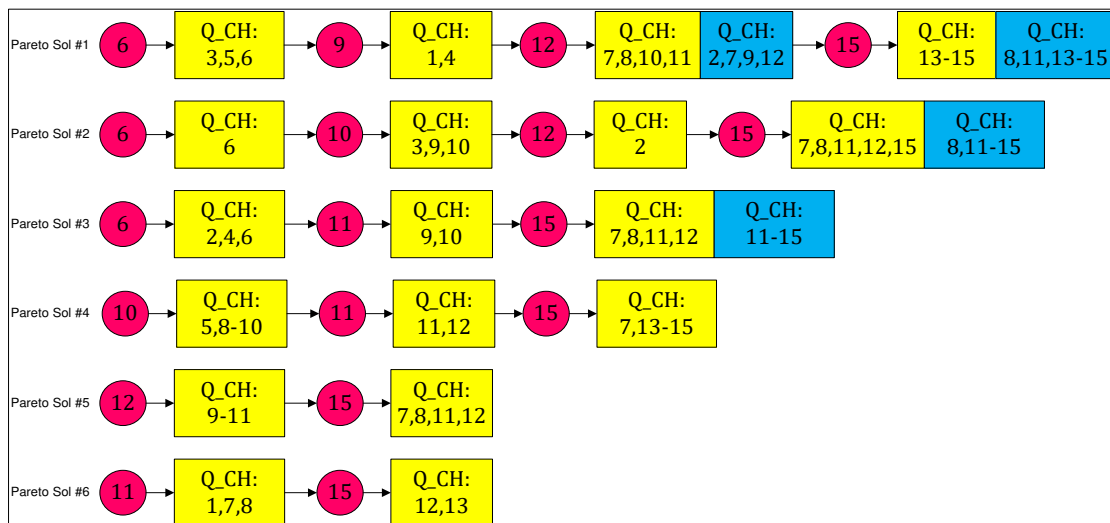 Pareto Sol #1
6
Q_CH:
3,5,6
9
Q_CH:
1,4
12
Q_CH:
7,8,10,11
Q_CH:
2,7,9,12
15
Q_CH:
13-15
Q_CH:
8,11,13-15
Pareto Sol #2
6
Q_CH:
6
10
Q_CH:
3,9,10
12
Q_CH:
2
15
Q_CH:
7,8,11,12,15
Q_CH:
8,11-15
Pareto Sol #3
6
Q_CH:
2,4,6
11
Q_CH:
9,10
15
Q_CH:
7,8,11,12
Q_CH:
11-15
Pareto Sol #4
10
Q_CH:
5,8-10
11
Q_CH:
11,12
15
Q_CH:
7,13-15
Pareto Sol #5
12
Q_CH:
9-11
15
Q_CH:
7,8,11,12
Pareto Sol #6
11
Q_CH:
1,7,8
15
Q_CH:
12,13